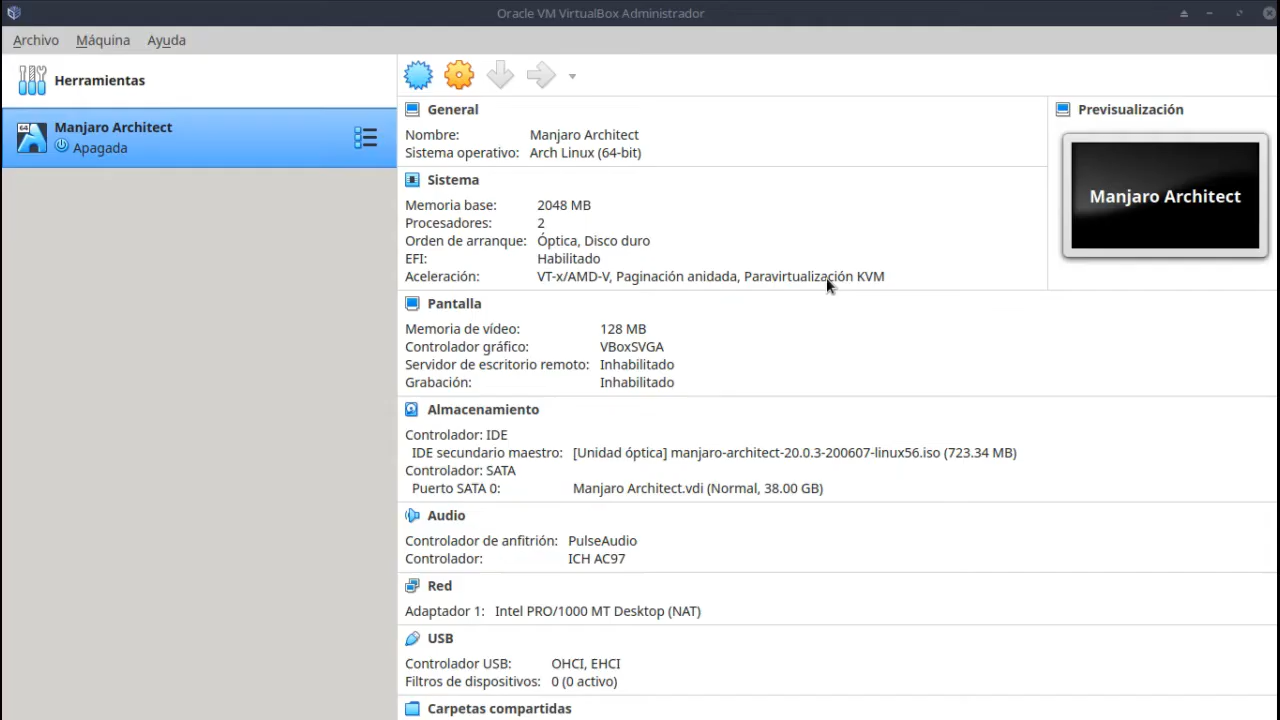 Oracle VM VirtualBox Administrador
Archivo Máquina Ayuda
Herramientas
64
Manjaro Architect
Apagada
General
Nombre: Manjaro Architect
Sistema operativo: Arch Linux (64-bit)
Previsualización
Manjaro Architect
Sistema
Memoria base: 2048 MB
Procesadores: 2
Orden de arranque: Óptica, Disco duro
EFI: Habilitado
Aceleración: VT-x/AMD-V, Paginación anidada, Paravirtualización KVM
Pantalla
Memoria de vídeo: 128 MB
Controlador gráfico: VBoxSVGA
Servidor de escritorio remoto: Inhabilitado
Grabación: Inhabilitado
Almacenamiento
Controlador: IDE
IDE secundario maestro: [Unidad óptica] manjaro-architect-20.0.3-200607-linux56.iso (723.34 MB)
Controlador: SATA
Puerto SATA 0: Manjaro Architect.vdi (Normal, 38.00 GB)
Audio
Controlador de anfitrión: PulseAudio
Controlador: ICH AC97
Red
Adaptador 1: Intel PRO/1000 MT Desktop (NAT)
USB
Controlador USB: OHCI, EHCI
Filtros de dispositivos: 0 (0 activo)
Carpetas compartidas